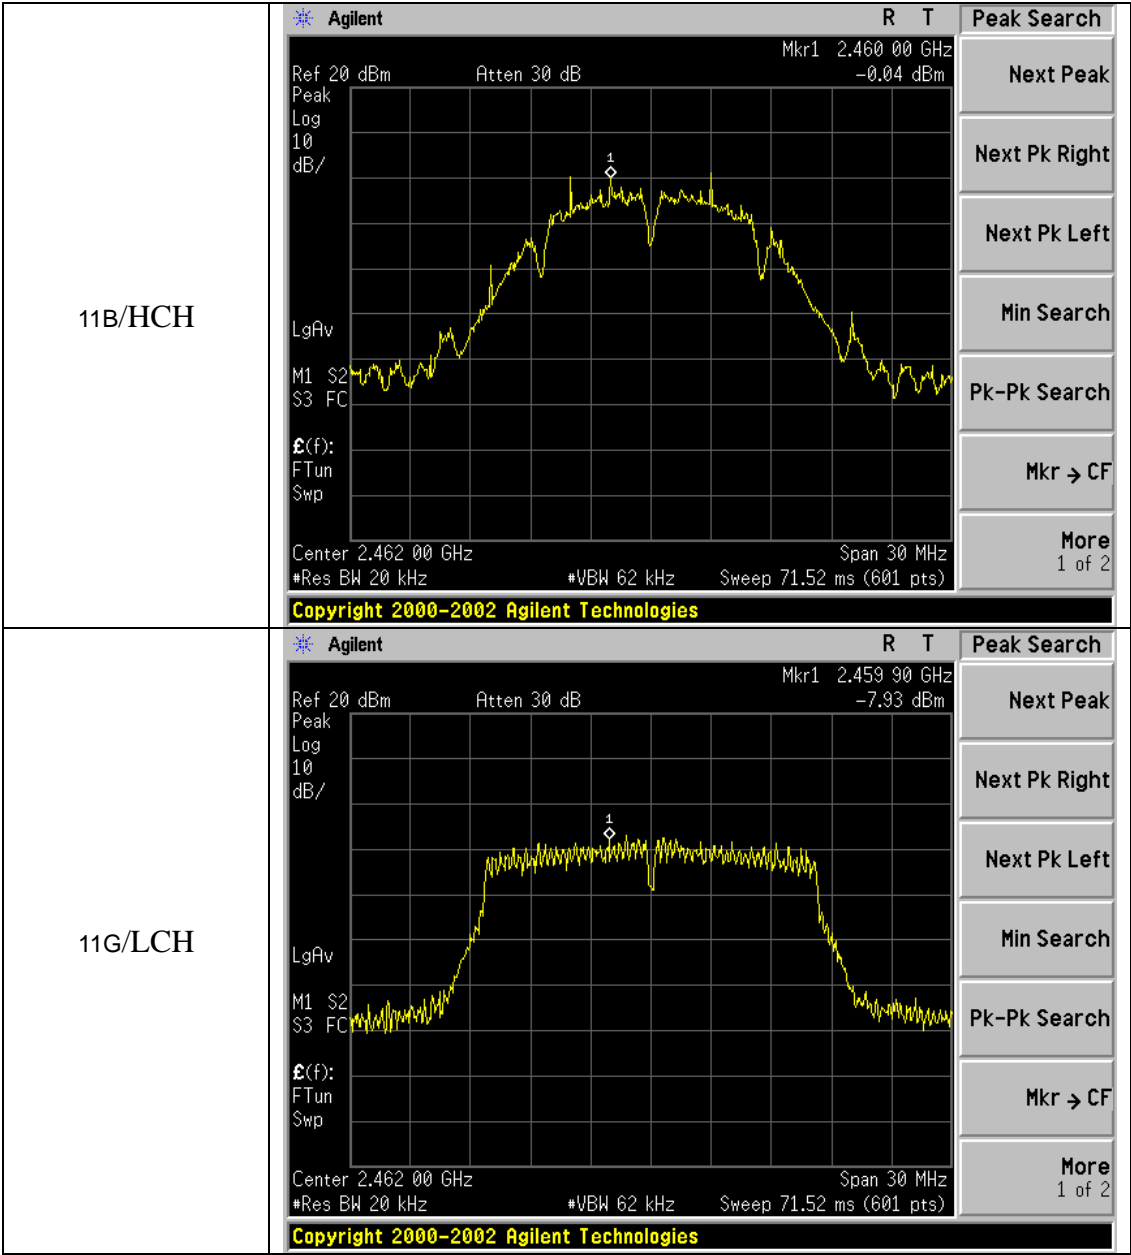 11B/HCH
Agilent R T Peak Search
Mkr1 2.460 00 GHz
Ref 20 dBm Atten 30 dB -0.04 dBm
Peak
Log
10
dB/
1
LgAv
M1 S2
S3 FC
£(f):
FTun
Swp
Center 2.462 00 GHz Span 30 MHz
#Res BW 20 kHz #VBW 62 kHz Sweep 71.52 ms (601 pts)
Copyright 2000-2002 Agilent Technologies
Next Peak
Next Pk Right
Next Pk Left
Min Search
Pk-Pk Search
Mkr → CF
More
1 of 2
11G/LCH
Agilent R T Peak Search
Mkr1 2.459 90 GHz
Ref 20 dBm Atten 30 dB -7.93 dBm
Peak
Log
10
dB/
1
LgAv
M1 S2
S3 FC
£(f):
FTun
Swp
Center 2.462 00 GHz Span 30 MHz
#Res BW 20 kHz #VBW 62 kHz Sweep 71.52 ms (601 pts)
Copyright 2000-2002 Agilent Technologies
Next Peak
Next Pk Right
Next Pk Left
Min Search
Pk-Pk Search
Mkr → CF
More
1 of 2